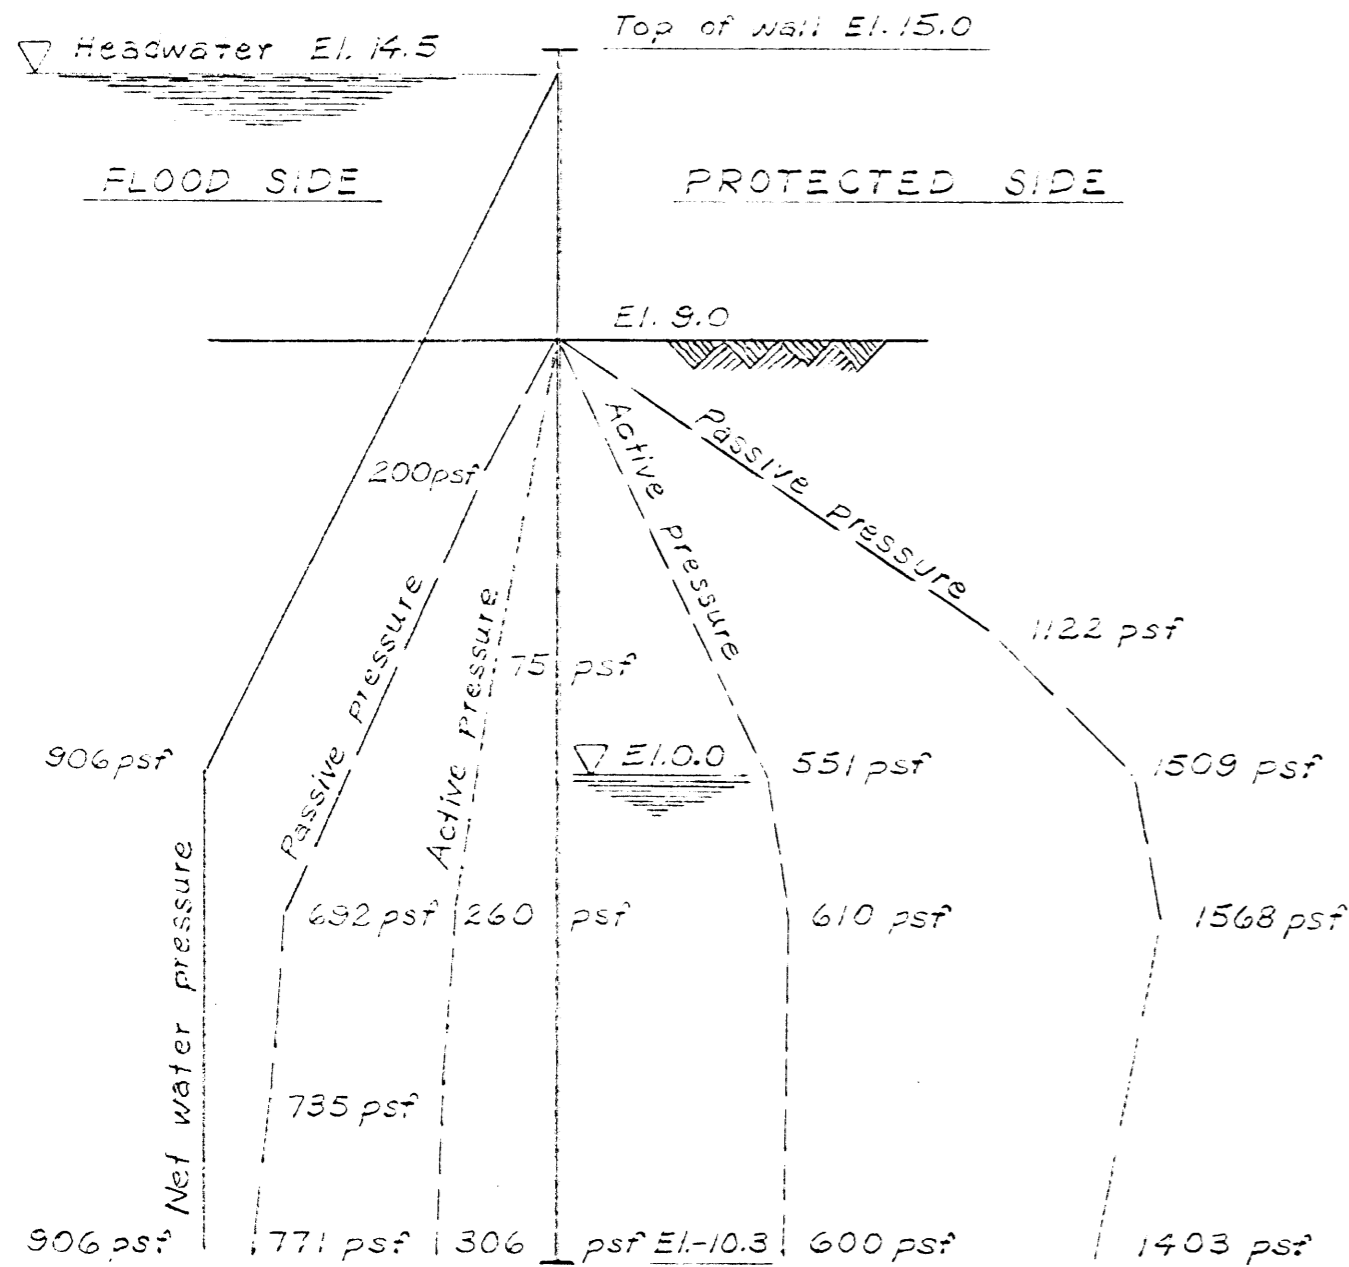 Top of wall El. 15.0
Headwater El. 14.5
FLOOD SIDE
PROTECTED SIDE
El. 9.0
200 psf
Active pressure
Passive pressure
Passive pressure
Active pressure
1122 psf
75 psf
906 psf
El. 0.0
551 psf
1509 psf
692 psf
260 psf
610 psf
1568 psf
Net water pressure
735 psf
906 psf
771 psf
306 psf
El.-10.3
600 psf
1403 psf